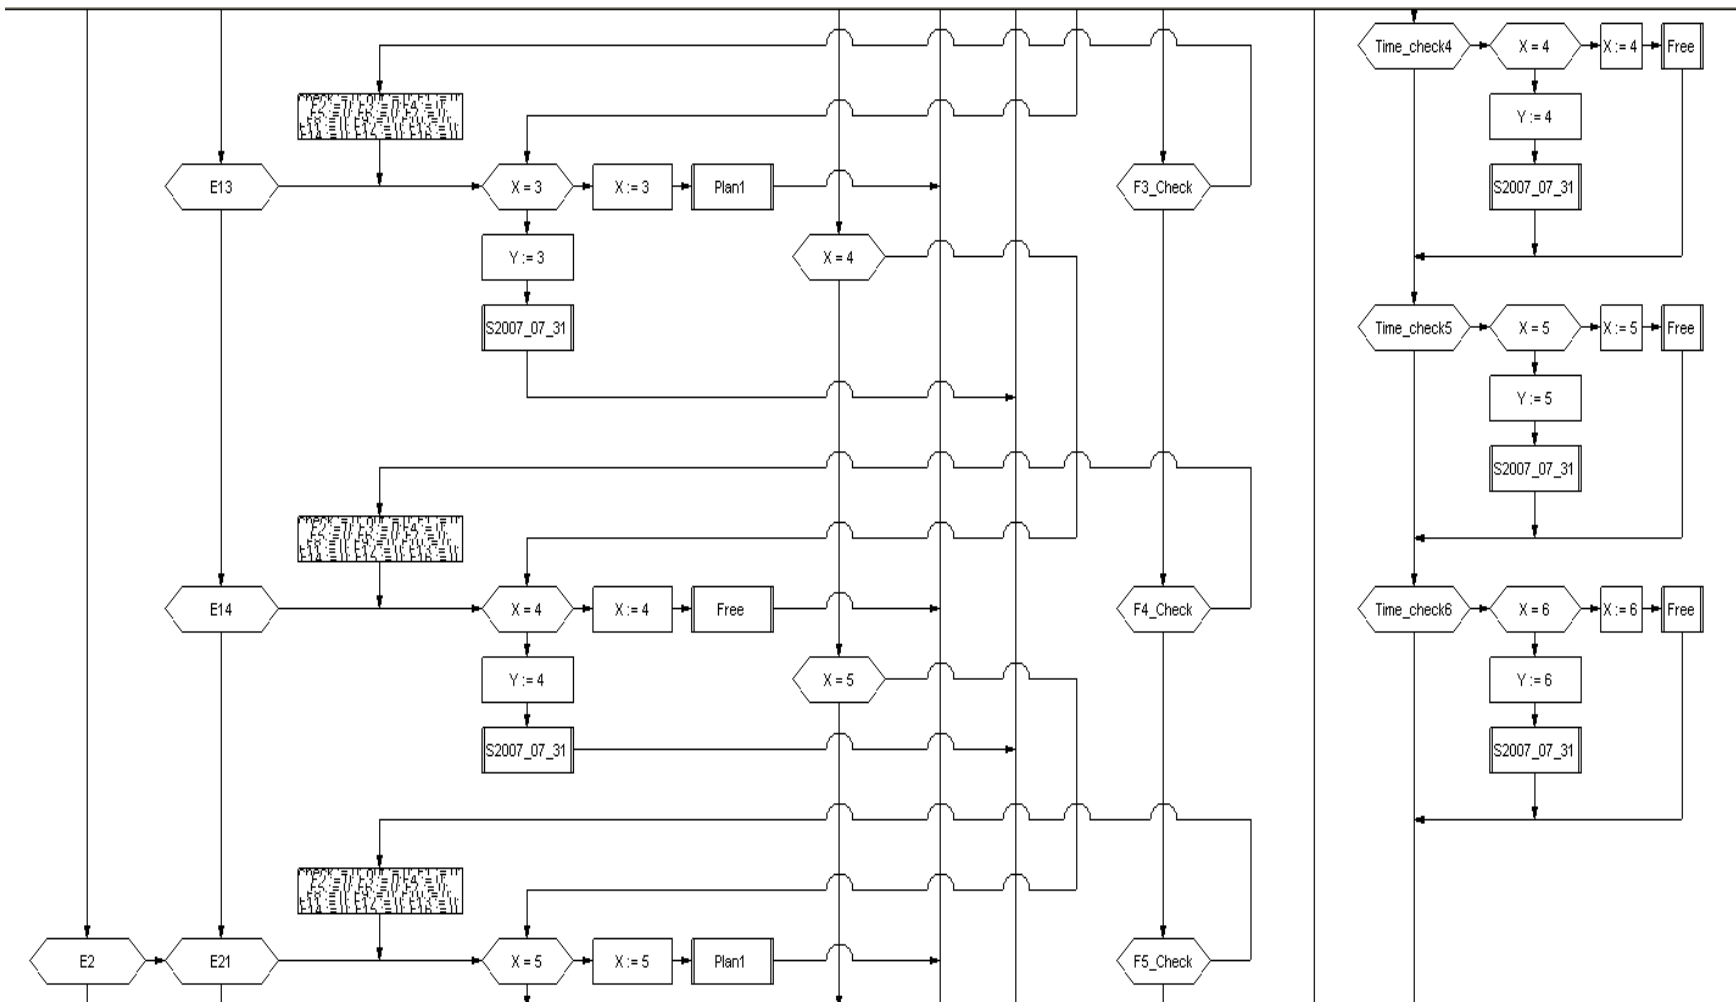 Time_check4 X = 4 X := 4 Free
Y := 4
E13 X = 3 X := 3 Plan1 F3_Check S2007_07_31
Y := 3 X = 4
S2007_07_31 Time_check5 X = 5 X := 5 Free
Y := 5
S2007_07_31
E14 X = 4 X := 4 Free F4_Check Time_check6 X = 6 X := 6 Free
Y := 4 X = 5 Y := 6
S2007_07_31 S2007_07_31
E2 E21 X = 5 X := 5 Plan1 F5_Check